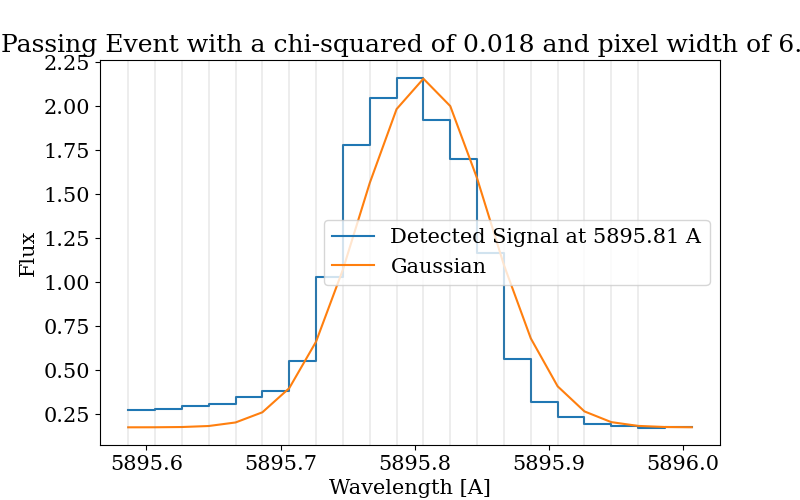 Passing Event with a chi-squared of 0.018 and pixel width of 6.
2.25
2.00
1.75
1.50
1.25
1.00
0.75
0.50
0.25
Flux
Detected Signal at 5895.81 A
Gaussian
5895.6 5895.7 5895.8 5895.9 5896.0
Wavelength [A]